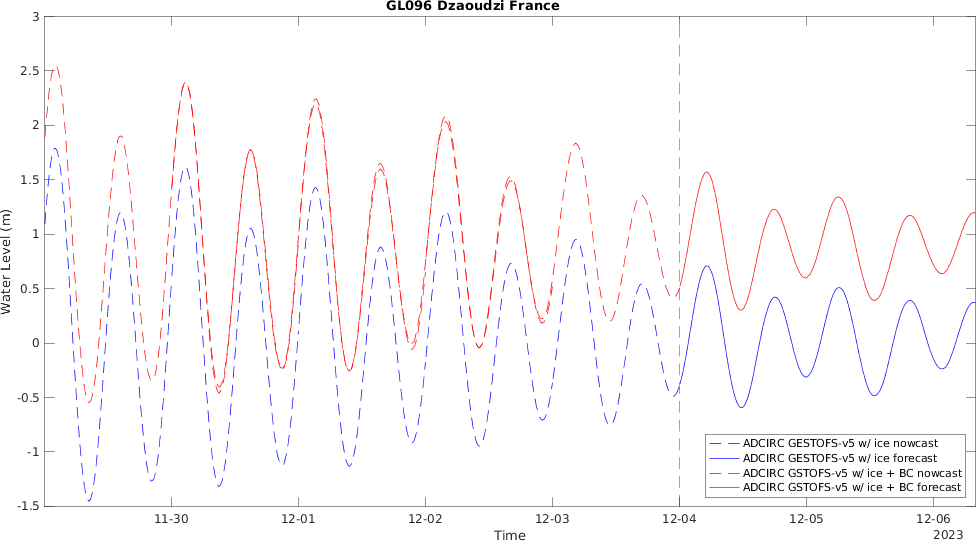 GL096 Dzaoudzi France
3
2.5
2
1.5
1
0.5
0
-0.5
-1
-1.5
Water Level (m)
11-30
12-01
12-02
12-03
12-04
12-05
12-06
Time
2023
ADCIRC GESTOFS-v5 w/ ice nowcast
ADCIRC GESTOFS-v5 w/ ice forecast
ADCIRC GSTOFS-v5 w/ ice + BC nowcast
ADCIRC GSTOFS-v5 w/ ice + BC forecast